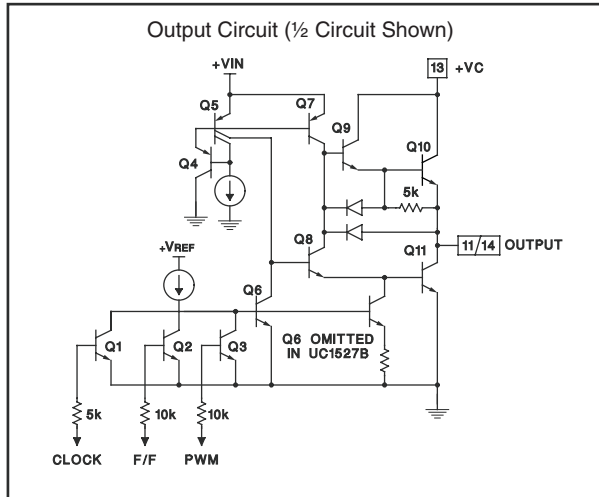 Output Circuit (½ Circuit Shown)
+VIN
13 +VC
Q5
Q7
Q9
Q10
Q4
5k
Q8
11/14 OUTPUT
+VREF
Q11
Q6
Q1
Q2
Q3
Q6 OMITTED
IN UC1527B
5k
10k
10k
CLOCK
F/F
PWM